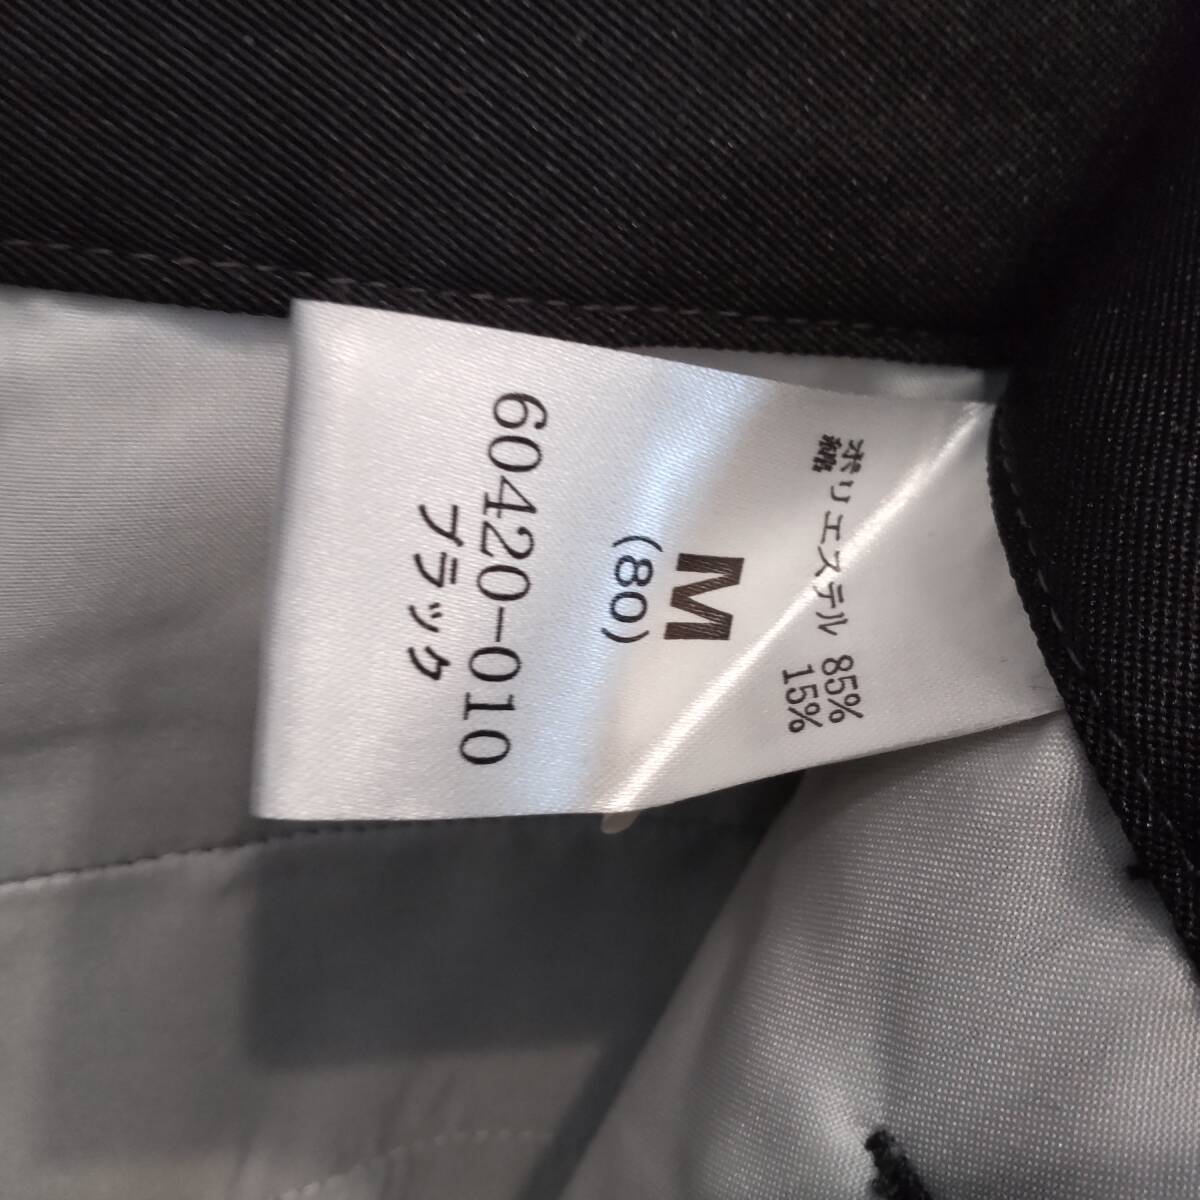 ポリエステル 85%
綿 15%
M
(80)
60420-010
ブラック